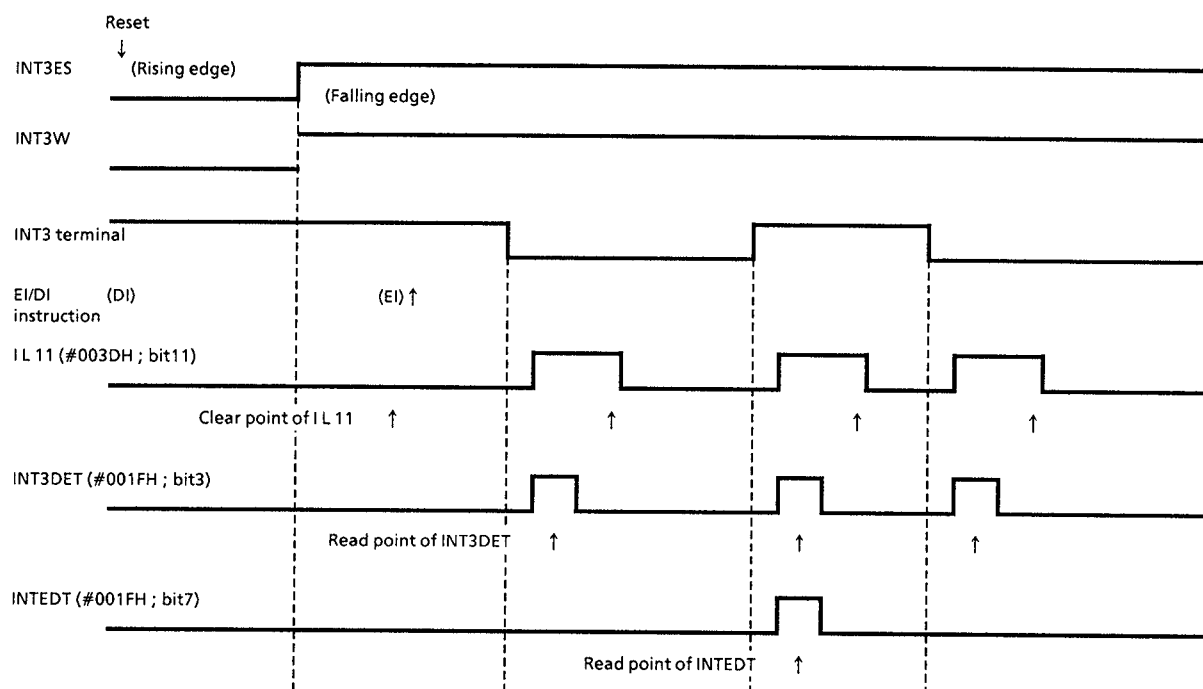 Reset
↓
INT3ES (Rising edge)
(Falling edge)
INT3W
INT3 terminal
EI/DI (DI) (EI) ↑
instruction
I L 11 (#003DH ; bit11)
Clear point of I L 11 ↑ ↑ ↑ ↑
INT3DET (#001FH ; bit3)
Read point of INT3DET ↑ ↑ ↑
INTEDT (#001FH ; bit7)
Read point of INTEDT ↑